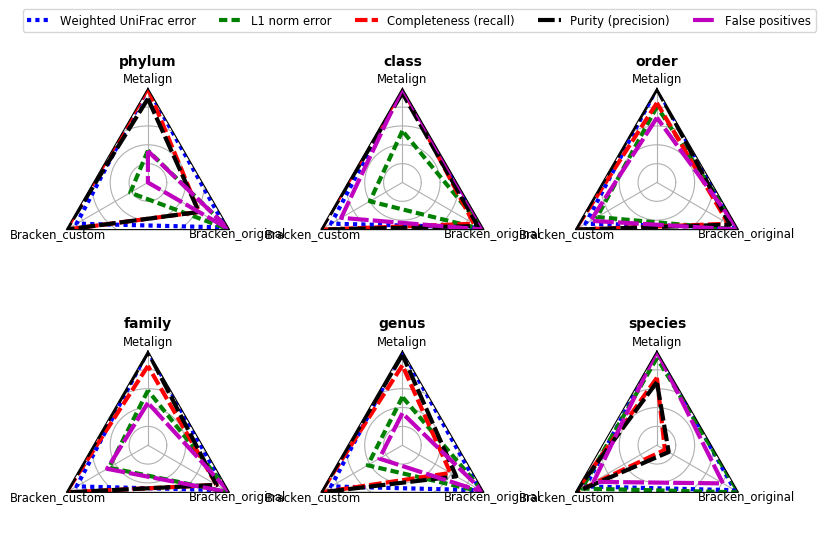 Weighted UniFrac error L1 norm error Completeness (recall) Purity (precision) False positives
phylum class order
Metalign Metalign Metalign
Bracken_custom Bracken_original Bracken_custom Bracken_original Bracken_custom Bracken_original
family genus species
Metalign Metalign Metalign
Bracken_custom Bracken_original Bracken_custom Bracken_original Bracken_custom Bracken_original